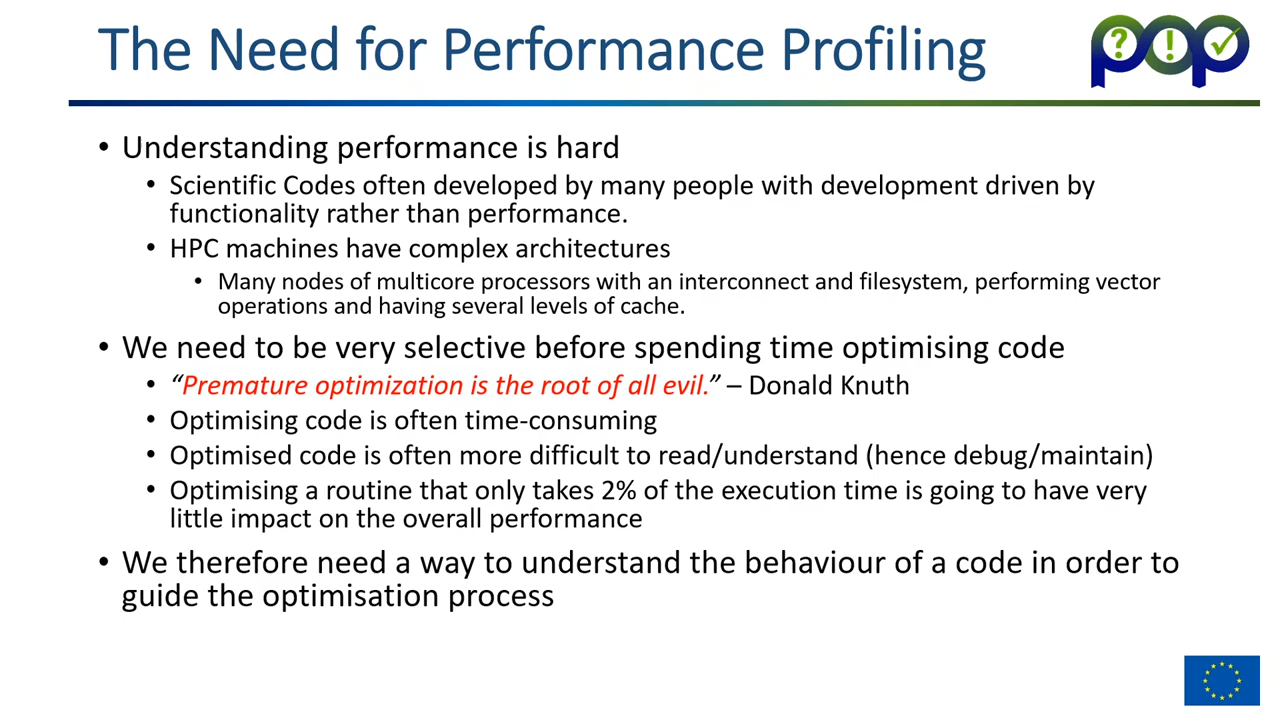 The Need for Performance Profiling
pop
? ! ✓
• Understanding performance is hard
• Scientific Codes often developed by many people with development driven by
functionality rather than performance.
• HPC machines have complex architectures
• Many nodes of multicore processors with an interconnect and filesystem, performing vector
operations and having several levels of cache.
• We need to be very selective before spending time optimising code
• “Premature optimization is the root of all evil.” – Donald Knuth
• Optimising code is often time-consuming
• Optimised code is often more difficult to read/understand (hence debug/maintain)
• Optimising a routine that only takes 2% of the execution time is going to have very
little impact on the overall performance
• We therefore need a way to understand the behaviour of a code in order to
guide the optimisation process